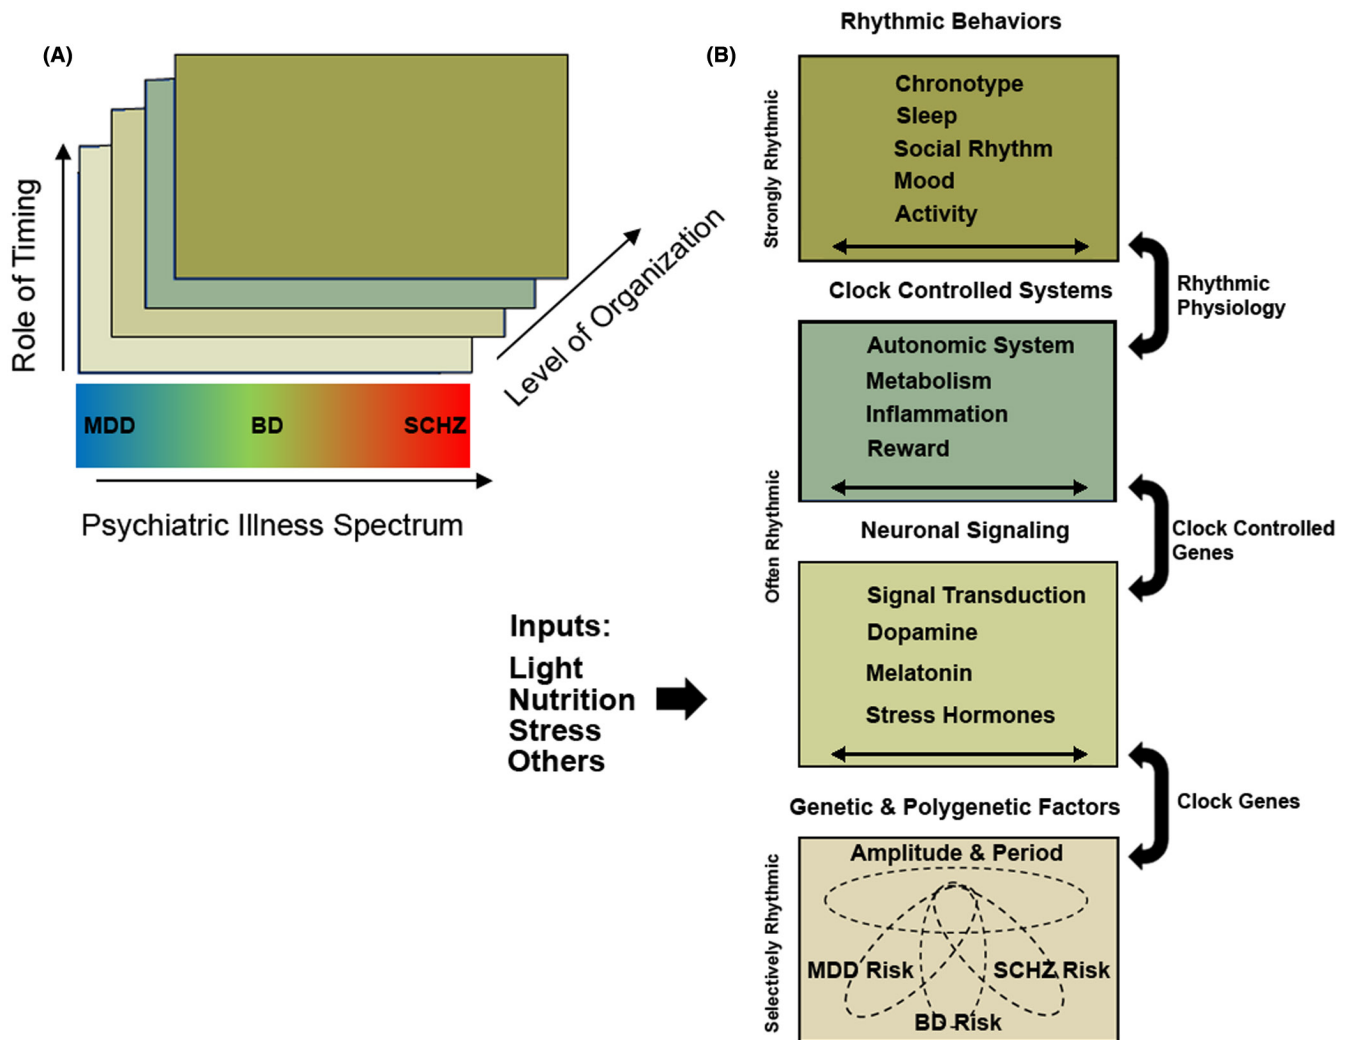 (A)
Role of Timing
Level of Organization
MDD BD SCHZ
Psychiatric Illness Spectrum
Inputs:
Light
Nutrition
Stress
Others
(B)
Rhythmic Behaviors
Strongly Rhythmic
Chronotype
Sleep
Social Rhythm
Mood
Activity
Rhythmic
Physiology
Clock Controlled Systems
Often Rhythmic
Autonomic System
Metabolism
Inflammation
Reward
Clock Controlled
Genes
Neuronal Signaling
Signal Transduction
Dopamine
Melatonin
Stress Hormones
Clock Genes
Genetic & Polygenetic Factors
Selectively Rhythmic
Amplitude & Period
MDD Risk SCHZ Risk
BD Risk